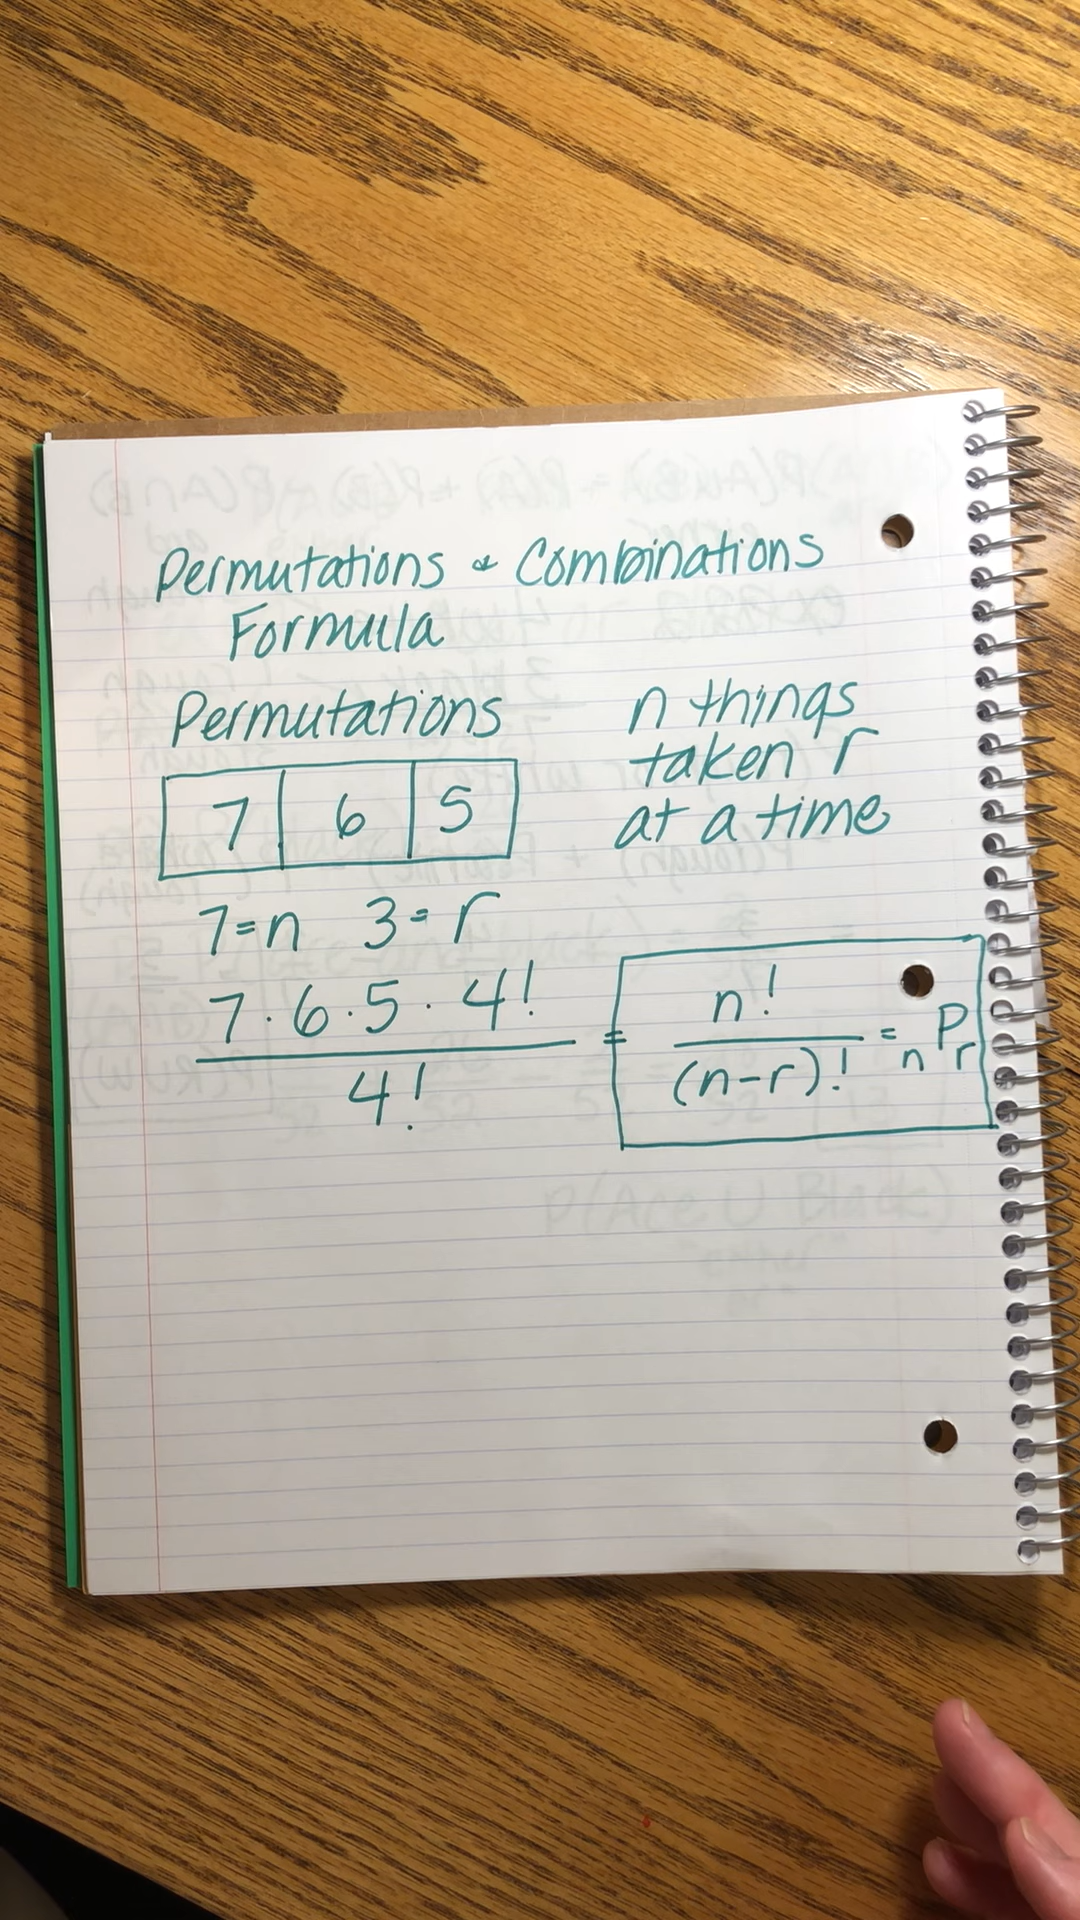 Permutations & Combinations
Formula
Permutations
7 6 5
n things
taken r
at a time
7=n 3=r
7·6·5·4!
4!
=
n!
(n-r)!
= nPr